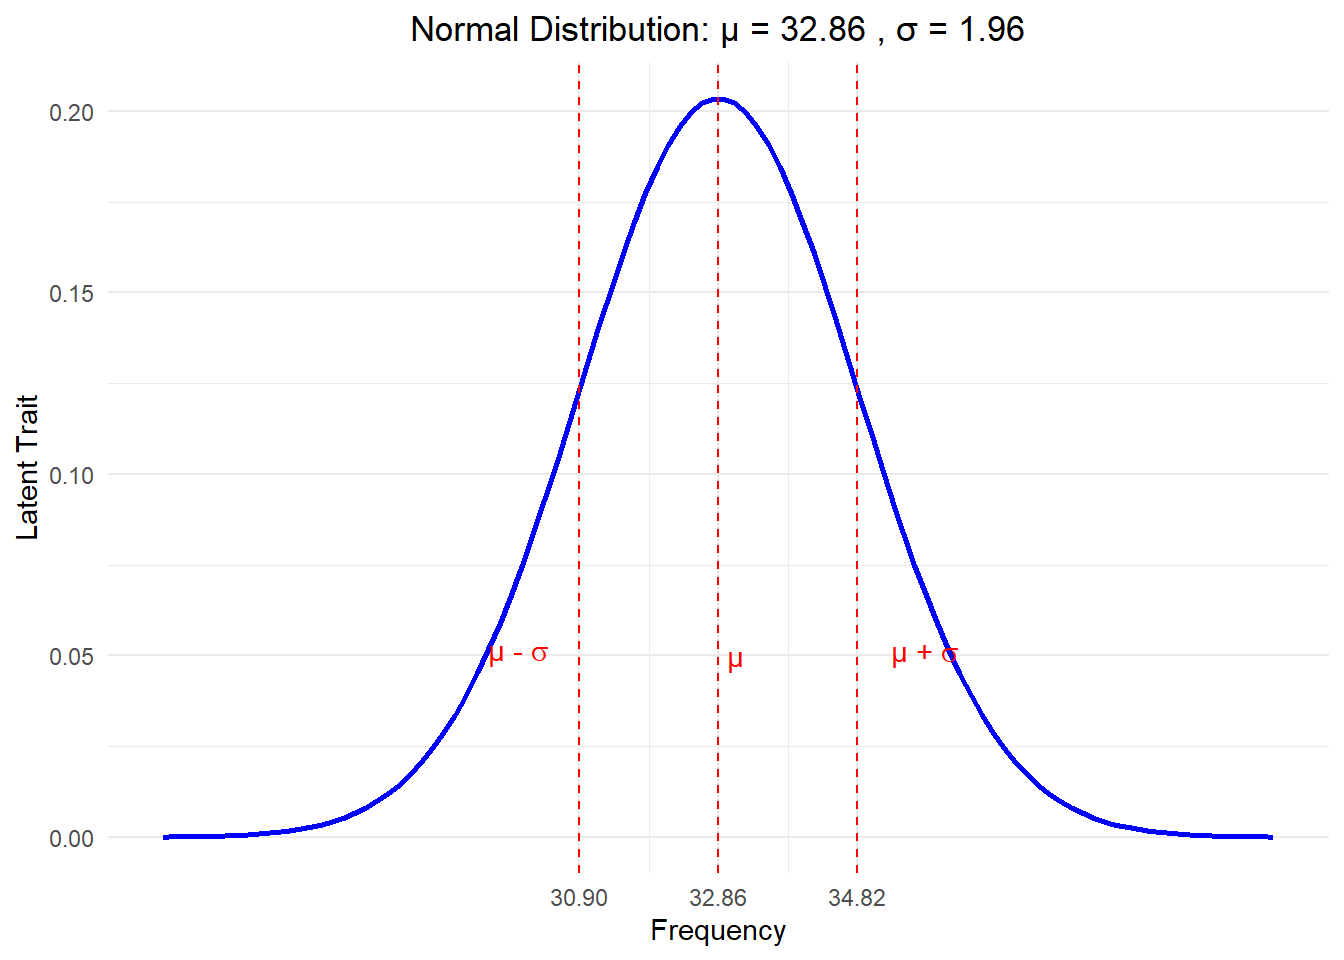 Normal Distribution: μ = 32.86 , σ = 1.96
0.20
0.15
0.10
0.05
0.00
Latent Trait
μ - σ
μ
μ + σ
30.90 32.86 34.82
Frequency